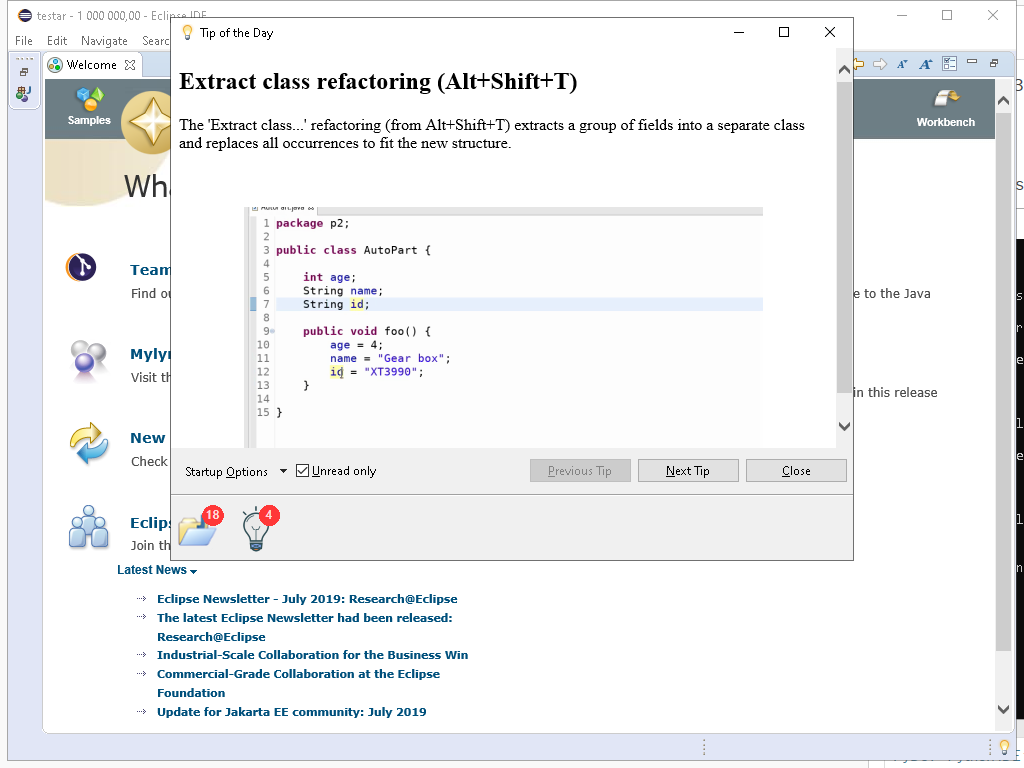 testar - 1 000 000,00 - Eclipse IDE
File Edit Navigate Searc
Tip of the Day
Welcome
Samples
Workbench
Extract class refactoring (Alt+Shift+T)
The 'Extract class...' refactoring (from Alt+Shift+T) extracts a group of fields into a separate class
and replaces all occurrences to fit the new structure.
Wha
AutoPart.java
1 package p2;
2
3 public class AutoPart {
4
5 int age;
6 String name;
7 String id;
8
9 public void foo() {
10 age = 4;
11 name = "Gear box";
12 id = "XT3990";
13 }
14
15 }
Team
Find ou
e to the Java
Mylyn
Visit th
in this release
New
Check
Eclips
Join th
Startup Options
Unread only
Previous Tip
Next Tip
Close
18
4
Latest News
Eclipse Newsletter - July 2019: Research@Eclipse
The latest Eclipse Newsletter had been released:
Research@Eclipse
Industrial-Scale Collaboration for the Business Win
Commercial-Grade Collaboration at the Eclipse
Foundation
Update for Jakarta EE community: July 2019